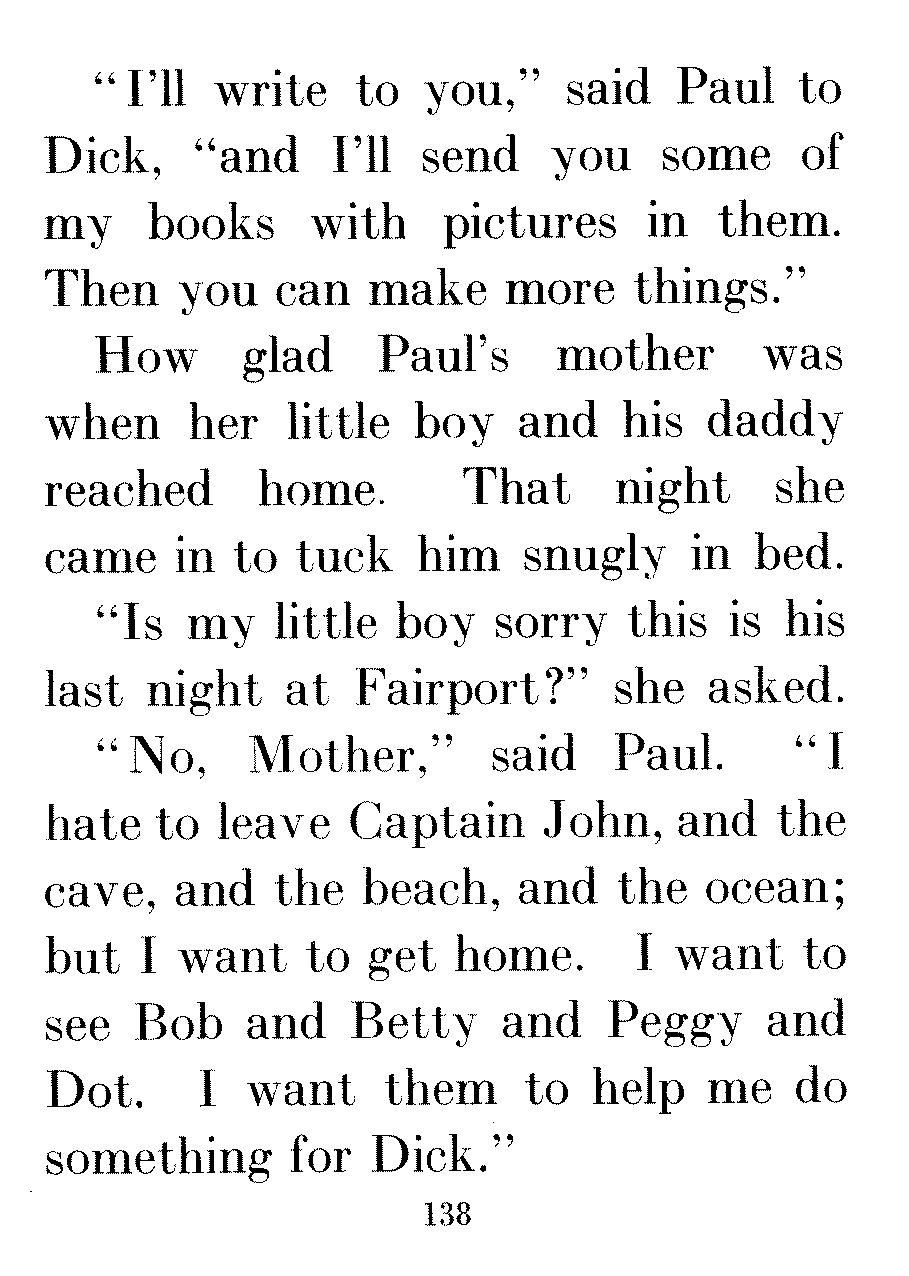 “I’ll write to you,” said Paul to
Dick, “and I’ll send you some of
my books with pictures in them.
Then you can make more things.”
How glad Paul’s mother was
when her little boy and his daddy
reached home. That night she
came in to tuck him snugly in bed.
“Is my little boy sorry this is his
last night at Fairport?” she asked.
“No, Mother,” said Paul. “I
hate to leave Captain John, and the
cave, and the beach, and the ocean;
but I want to get home. I want to
see Bob and Betty and Peggy and
Dot. I want them to help me do
something for Dick.”
138